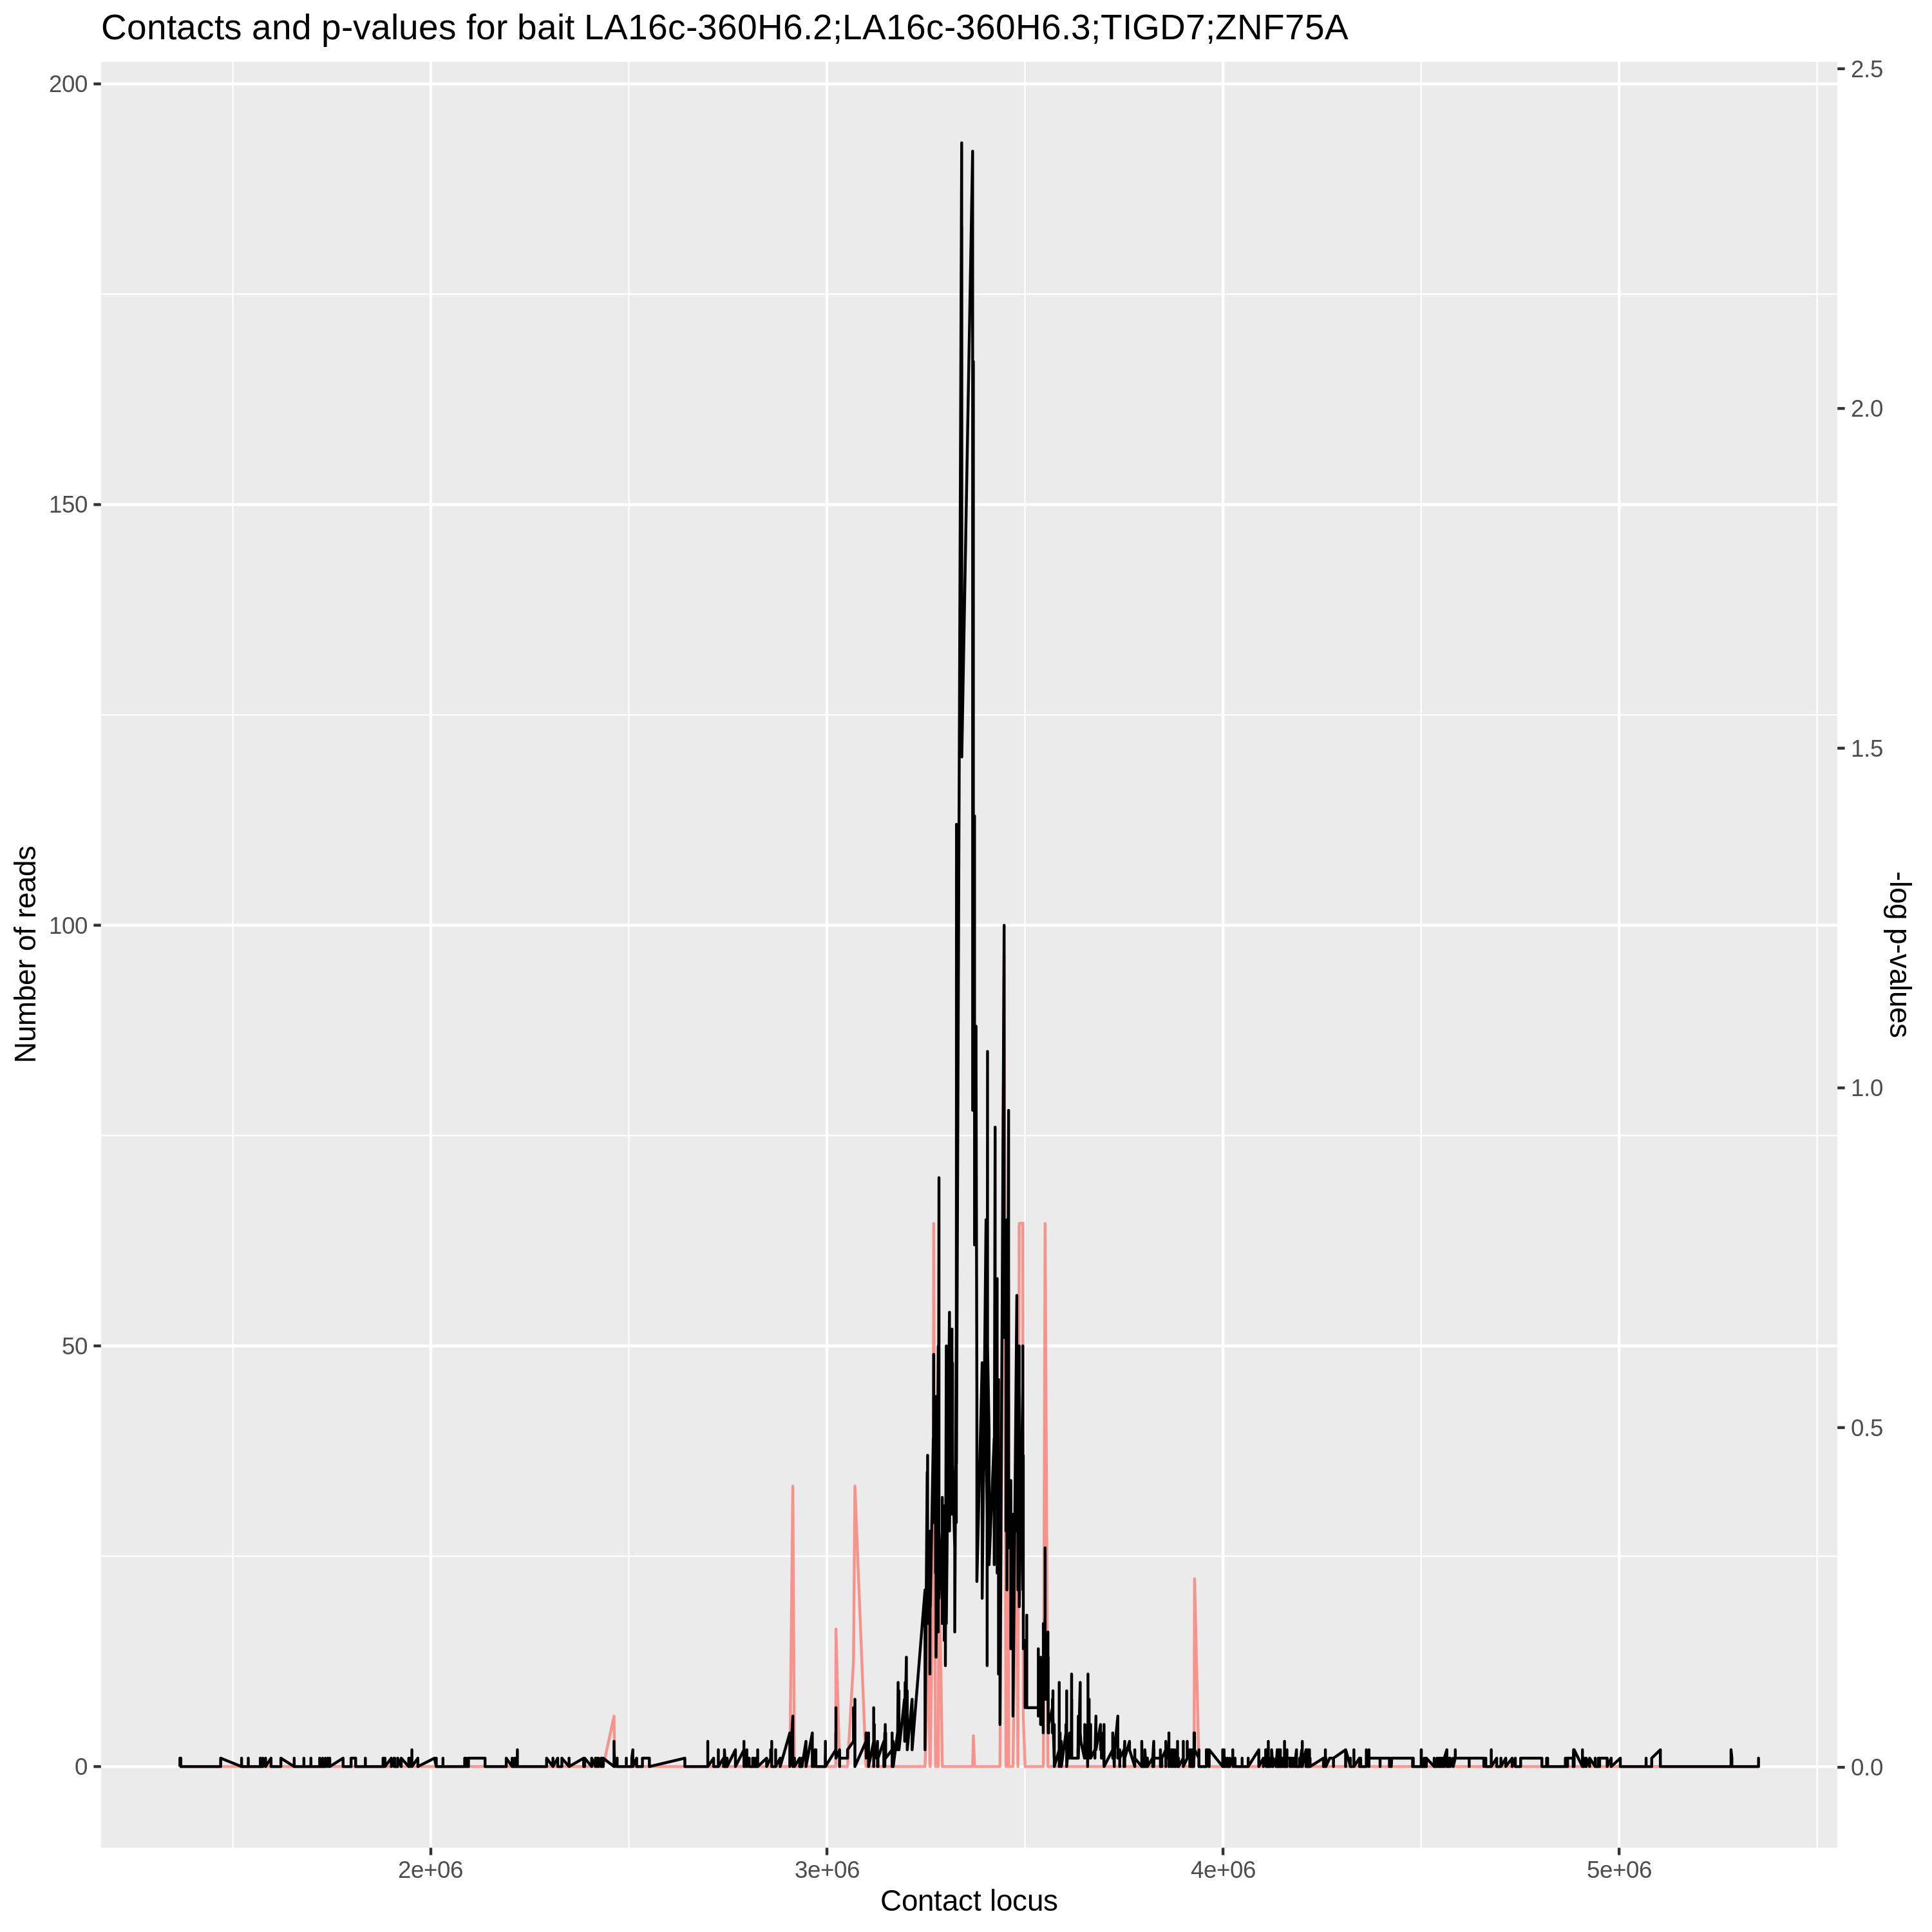 Contacts and p-values for bait LA16c-360H6.2;LA16c-360H6.3;TIGD7;ZNF75A
200
150
100
50
0
Number of reads
2.5
2.0
1.5
1.0
0.5
0.0
-log p-values
2e+06 3e+06 4e+06 5e+06
Contact locus